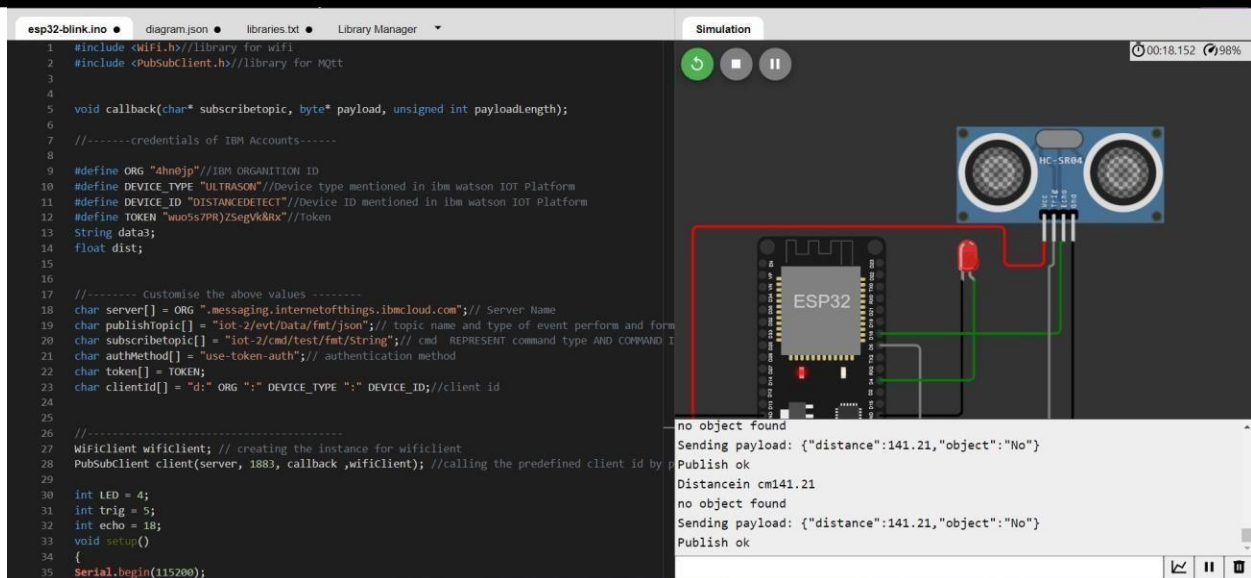 esp32-blink.ino ● diagram.json ● libraries.txt ● Library Manager ▼
1 #include <WiFi.h>//library for wifi
2 #include <PubSubClient.h>//library for MQtt
3
4
5 void callback(char* subscribetopic, byte* payload, unsigned int payloadLength);
6
7 //-------credentials of IBM Accounts------
8
9 #define ORG "4hn0jp"//IBM ORGANITION ID
10 #define DEVICE_TYPE "ULTRASON"//Device type mentioned in ibm watson IOT Platform
11 #define DEVICE_ID "DISTANCEDETECT"//Device ID mentioned in ibm watson IOT Platform
12 #define TOKEN "wuo5s7PR)ZSegVk&Rx"//Token
13 String data3;
14 float dist;
15
16
17 //-------- Customise the above values --------
18 char server[] = ORG ".messaging.internetofthings.ibmcloud.com";// Server Name
19 char publishTopic[] = "iot-2/evt/Data/fmt/json";// topic name and type of event perform and form
20 char subscribetopic[] = "iot-2/cmd/test/fmt/String";// cmd REPRESENT command type AND COMMAND I
21 char authMethod[] = "use-token-auth";// authentication method
22 char token[] = TOKEN;
23 char clientId[] = "d:" ORG ":" DEVICE_TYPE ":" DEVICE_ID;//client id
24
25
26 //-----------------------------------------
27 WiFiClient wifiClient; // creating the instance for wificlient
28 PubSubClient client(server, 1883, callback ,wifiClient); //calling the predefined client id by p
29
30 int LED = 4;
31 int trig = 5;
32 int echo = 18;
33 void setup()
34 {
35 Serial.begin(115200);
Simulation
00:18.152 98%
HC-SR04
Vcc
Trig
Echo
Gnd
ESP32
no object found
Sending payload: {"distance":141.21,"object":"No"}
Publish ok
Distancein cm141.21
no object found
Sending payload: {"distance":141.21,"object":"No"}
Publish ok